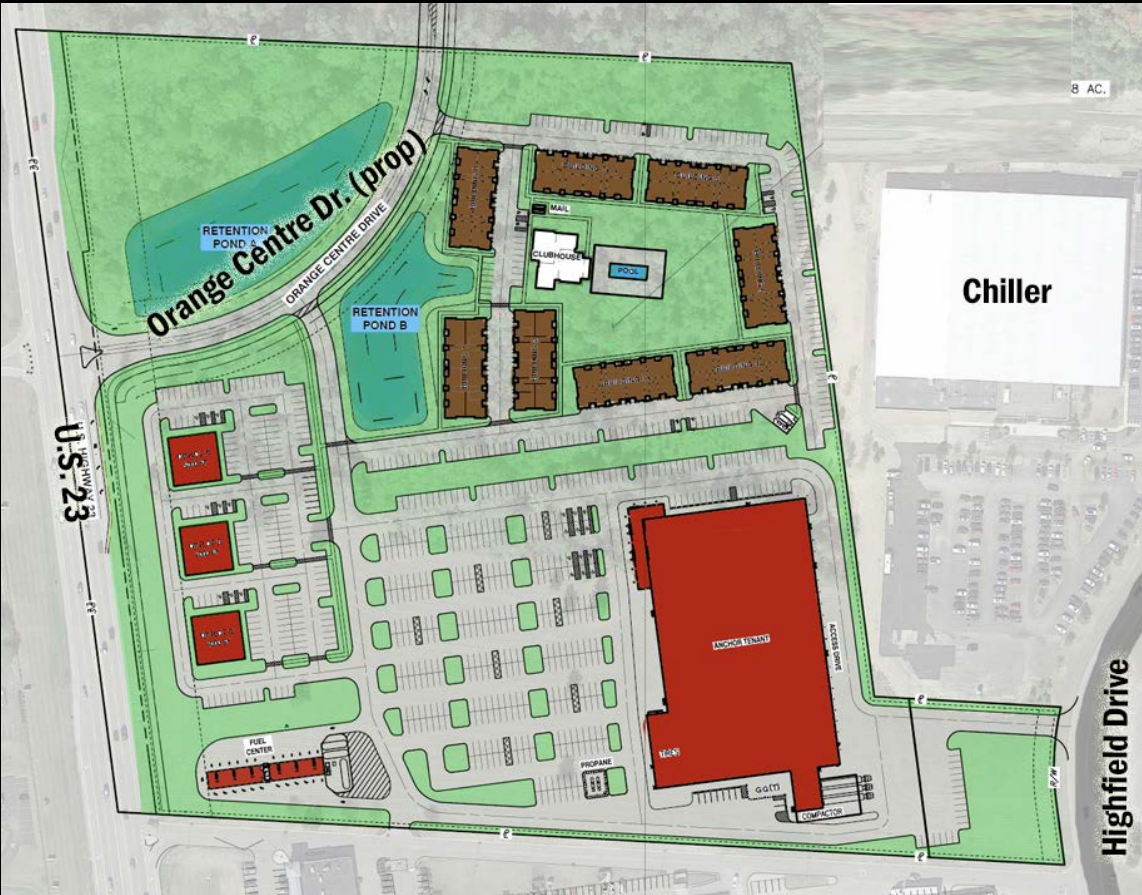 8 AC.
Orange Centre Dr. (prop)
ORANGE CENTRE DRIVE
RETENTION
POND A
RETENTION
POND B
MAIL
CLUBHOUSE
POOL
Chiller
U.S. 23
ANCHOR TENANT
ACCESS DRIVE
TIRES
FUEL
CENTER
PROPANE
COMPACTOR
Highfield Drive
R/W